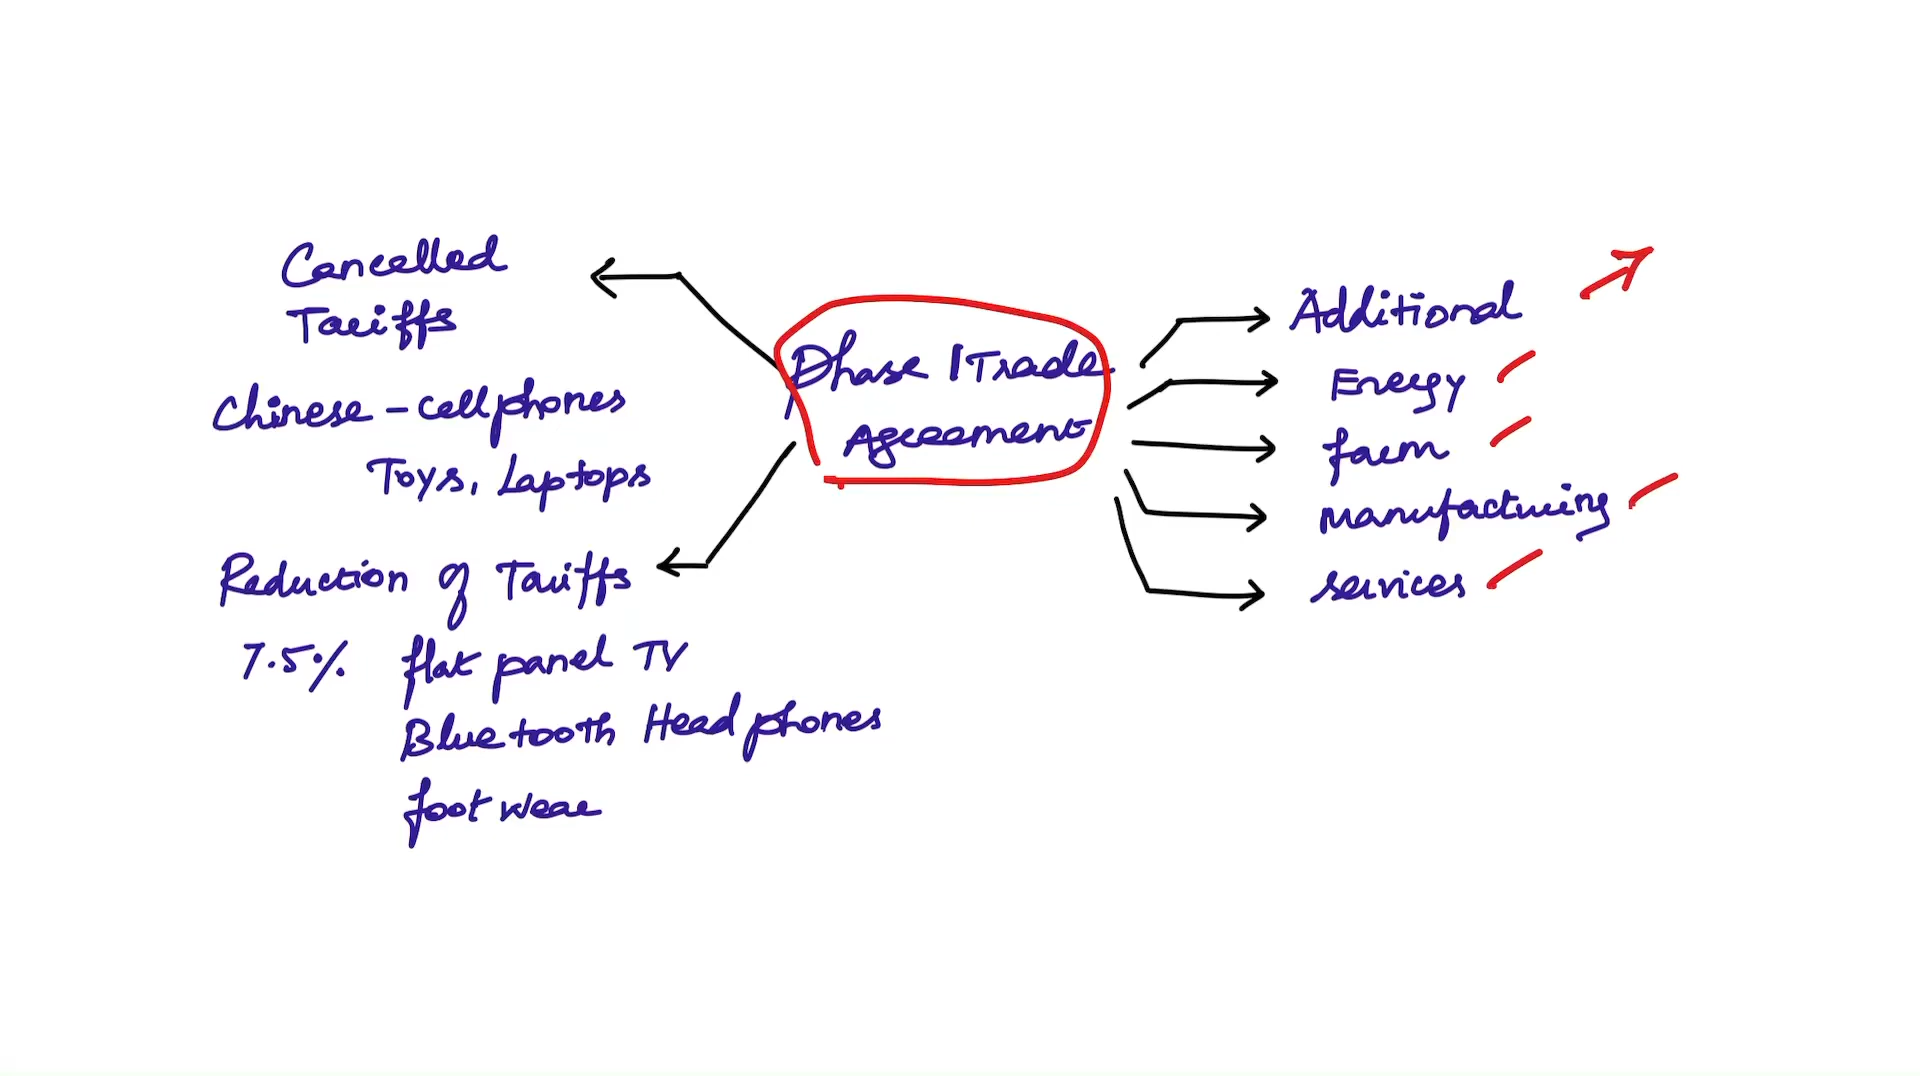 Cancelled
Tariffs
Chinese - cellphones
Toys, Laptops
Reduction of Tariffs
7.5% flat panel TV
Bluetooth Headphones
foot wear
Phase 1 Trade
Agreement
Additional
Energy
farm
manufacturing
services